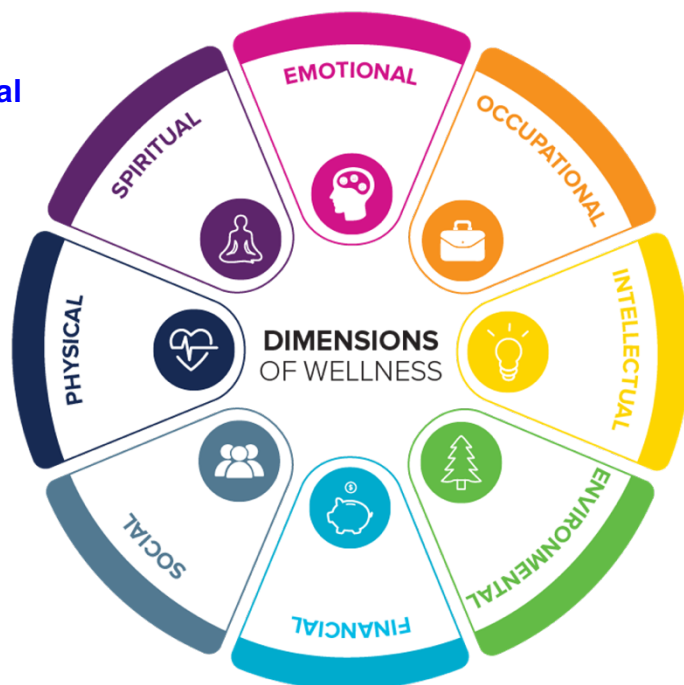 al
EMOTIONAL
OCCUPATIONAL
INTELLECTUAL
ENVIRONMENTAL
FINANCIAL
SOCIAL
PHYSICAL
SPIRITUAL
DIMENSIONS
OF WELLNESS
$